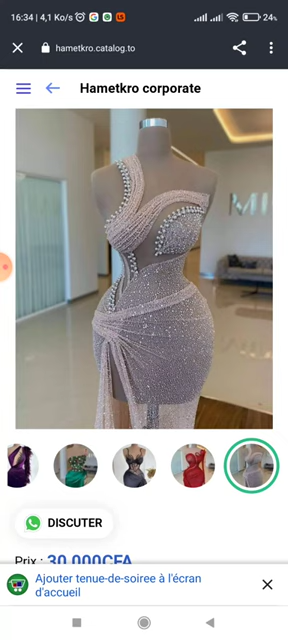 16:34 | 4,1 Ko/s
24%
hametkro.catalog.to
Hametkro corporate
DISCUTER
Prix : 30.000CFA
Ajouter tenue-de-soiree à l'écran
d'accueil